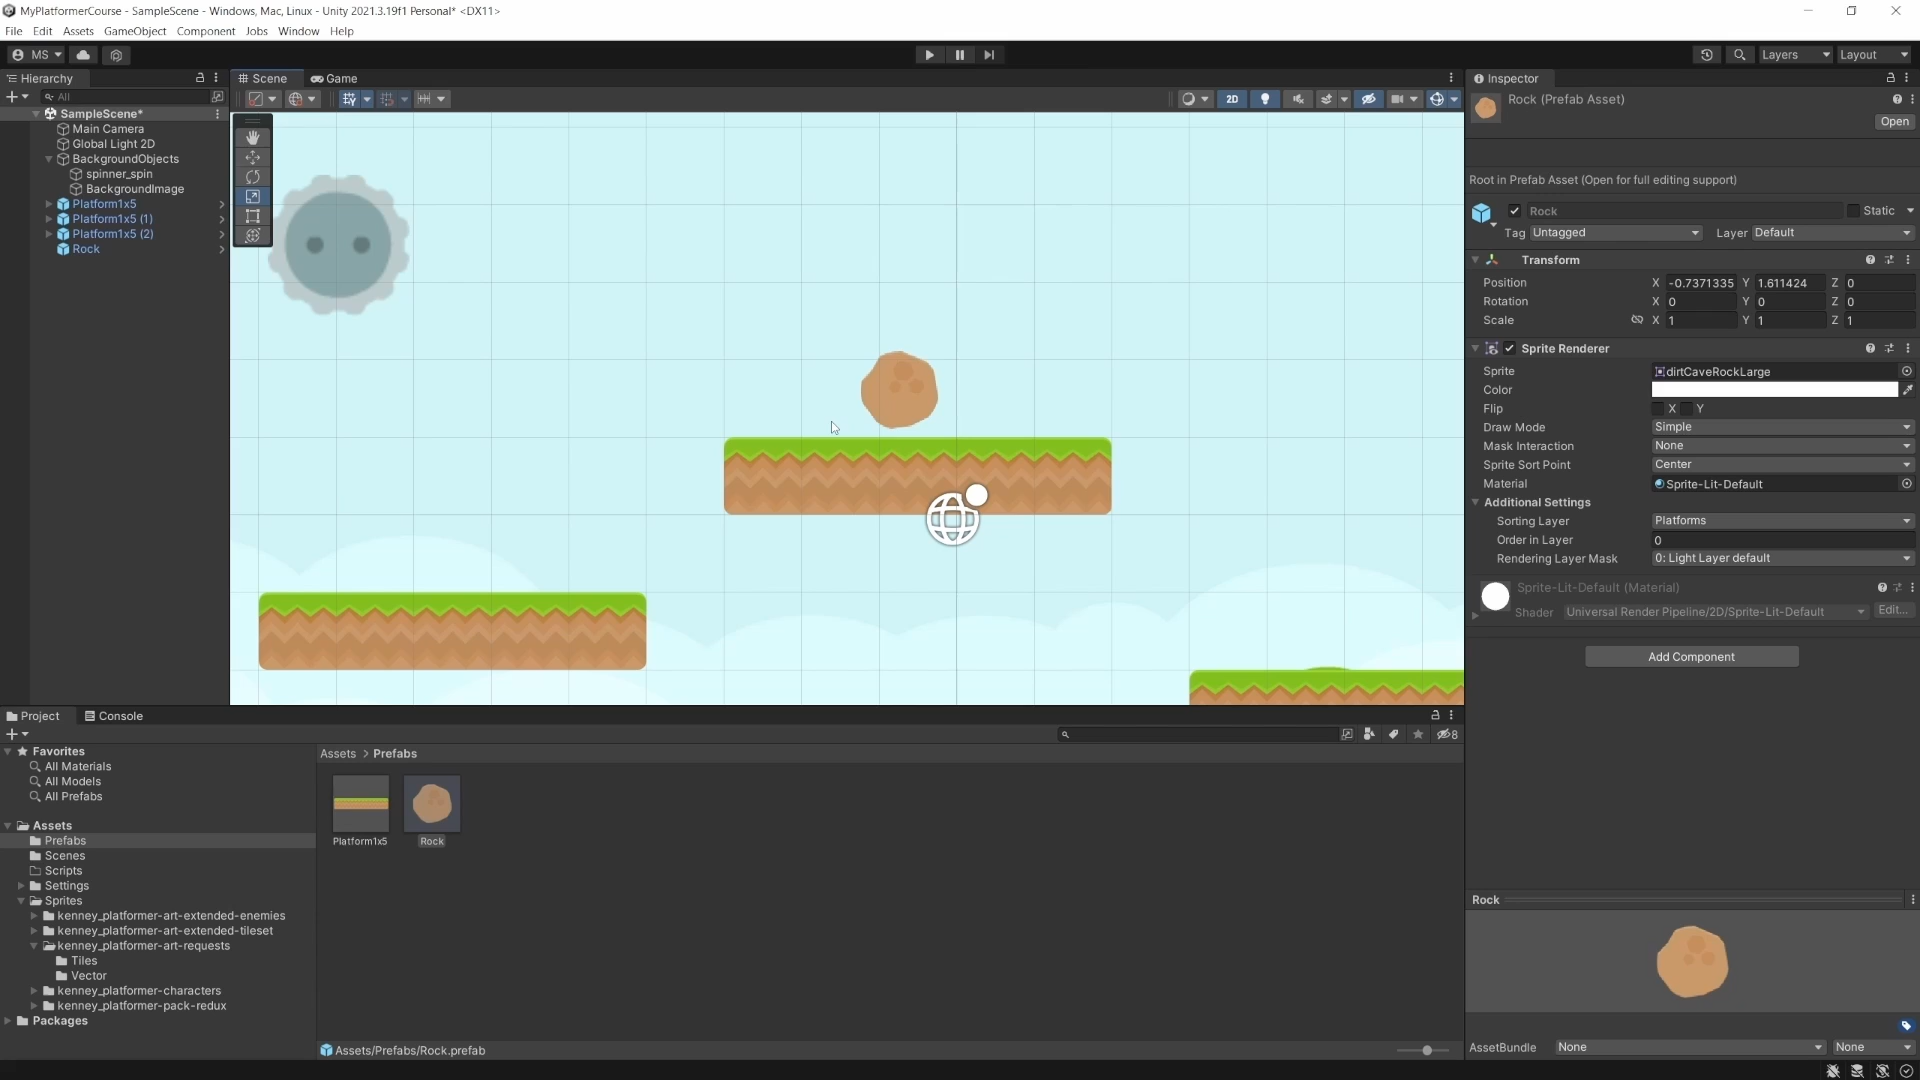 MyPlatformerCourse - SampleScene - Windows, Mac, Linux - Unity 2021.3.19f1 Personal* <DX11>
File Edit Assets GameObject Component Jobs Window Help
MS Layers Layout
Hierarchy
All
SampleScene*
Main Camera
Global Light 2D
BackgroundObjects
spinner_spin
BackgroundImage
Platform1x5
Platform1x5 (1)
Platform1x5 (2)
Rock
Scene Game
2D
Inspector
Rock (Prefab Asset)
Open
Root in Prefab Asset (Open for full editing support)
Rock Static
Tag Untagged Layer Default
Transform
Position X -0.7371335 Y 1.611424 Z 0
Rotation X 0 Y 0 Z 0
Scale X 1 Y 1 Z 1
Sprite Renderer
Sprite dirtCaveRockLarge
Color
Flip X Y
Draw Mode Simple
Mask Interaction None
Sprite Sort Point Center
Material Sprite-Lit-Default
Additional Settings
Sorting Layer Platforms
Order in Layer 0
Rendering Layer Mask 0: Light Layer default
Sprite-Lit-Default (Material)
Shader Universal Render Pipeline/2D/Sprite-Lit-Default Edit...
Add Component
Rock
AssetBundle None None
Project Console
8
Favorites
All Materials
All Models
All Prefabs
Assets
Prefabs
Scenes
Scripts
Settings
Sprites
kenney_platformer-art-extended-enemies
kenney_platformer-art-extended-tileset
kenney_platformer-art-requests
Tiles
Vector
kenney_platformer-characters
kenney_platformer-pack-redux
Packages
Assets > Prefabs
Platform1x5 Rock
Assets/Prefabs/Rock.prefab